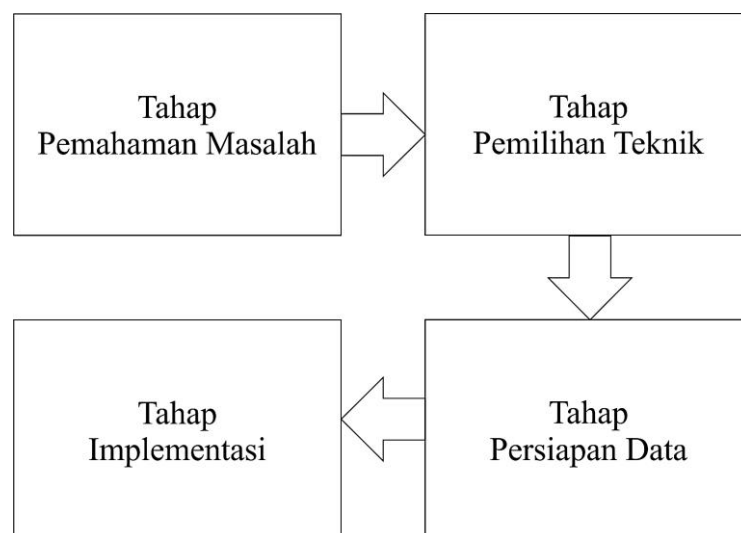 Tahap
Pemahaman Masalah
Tahap
Pemilihan Teknik
Tahap
Persiapan Data
Tahap
Implementasi